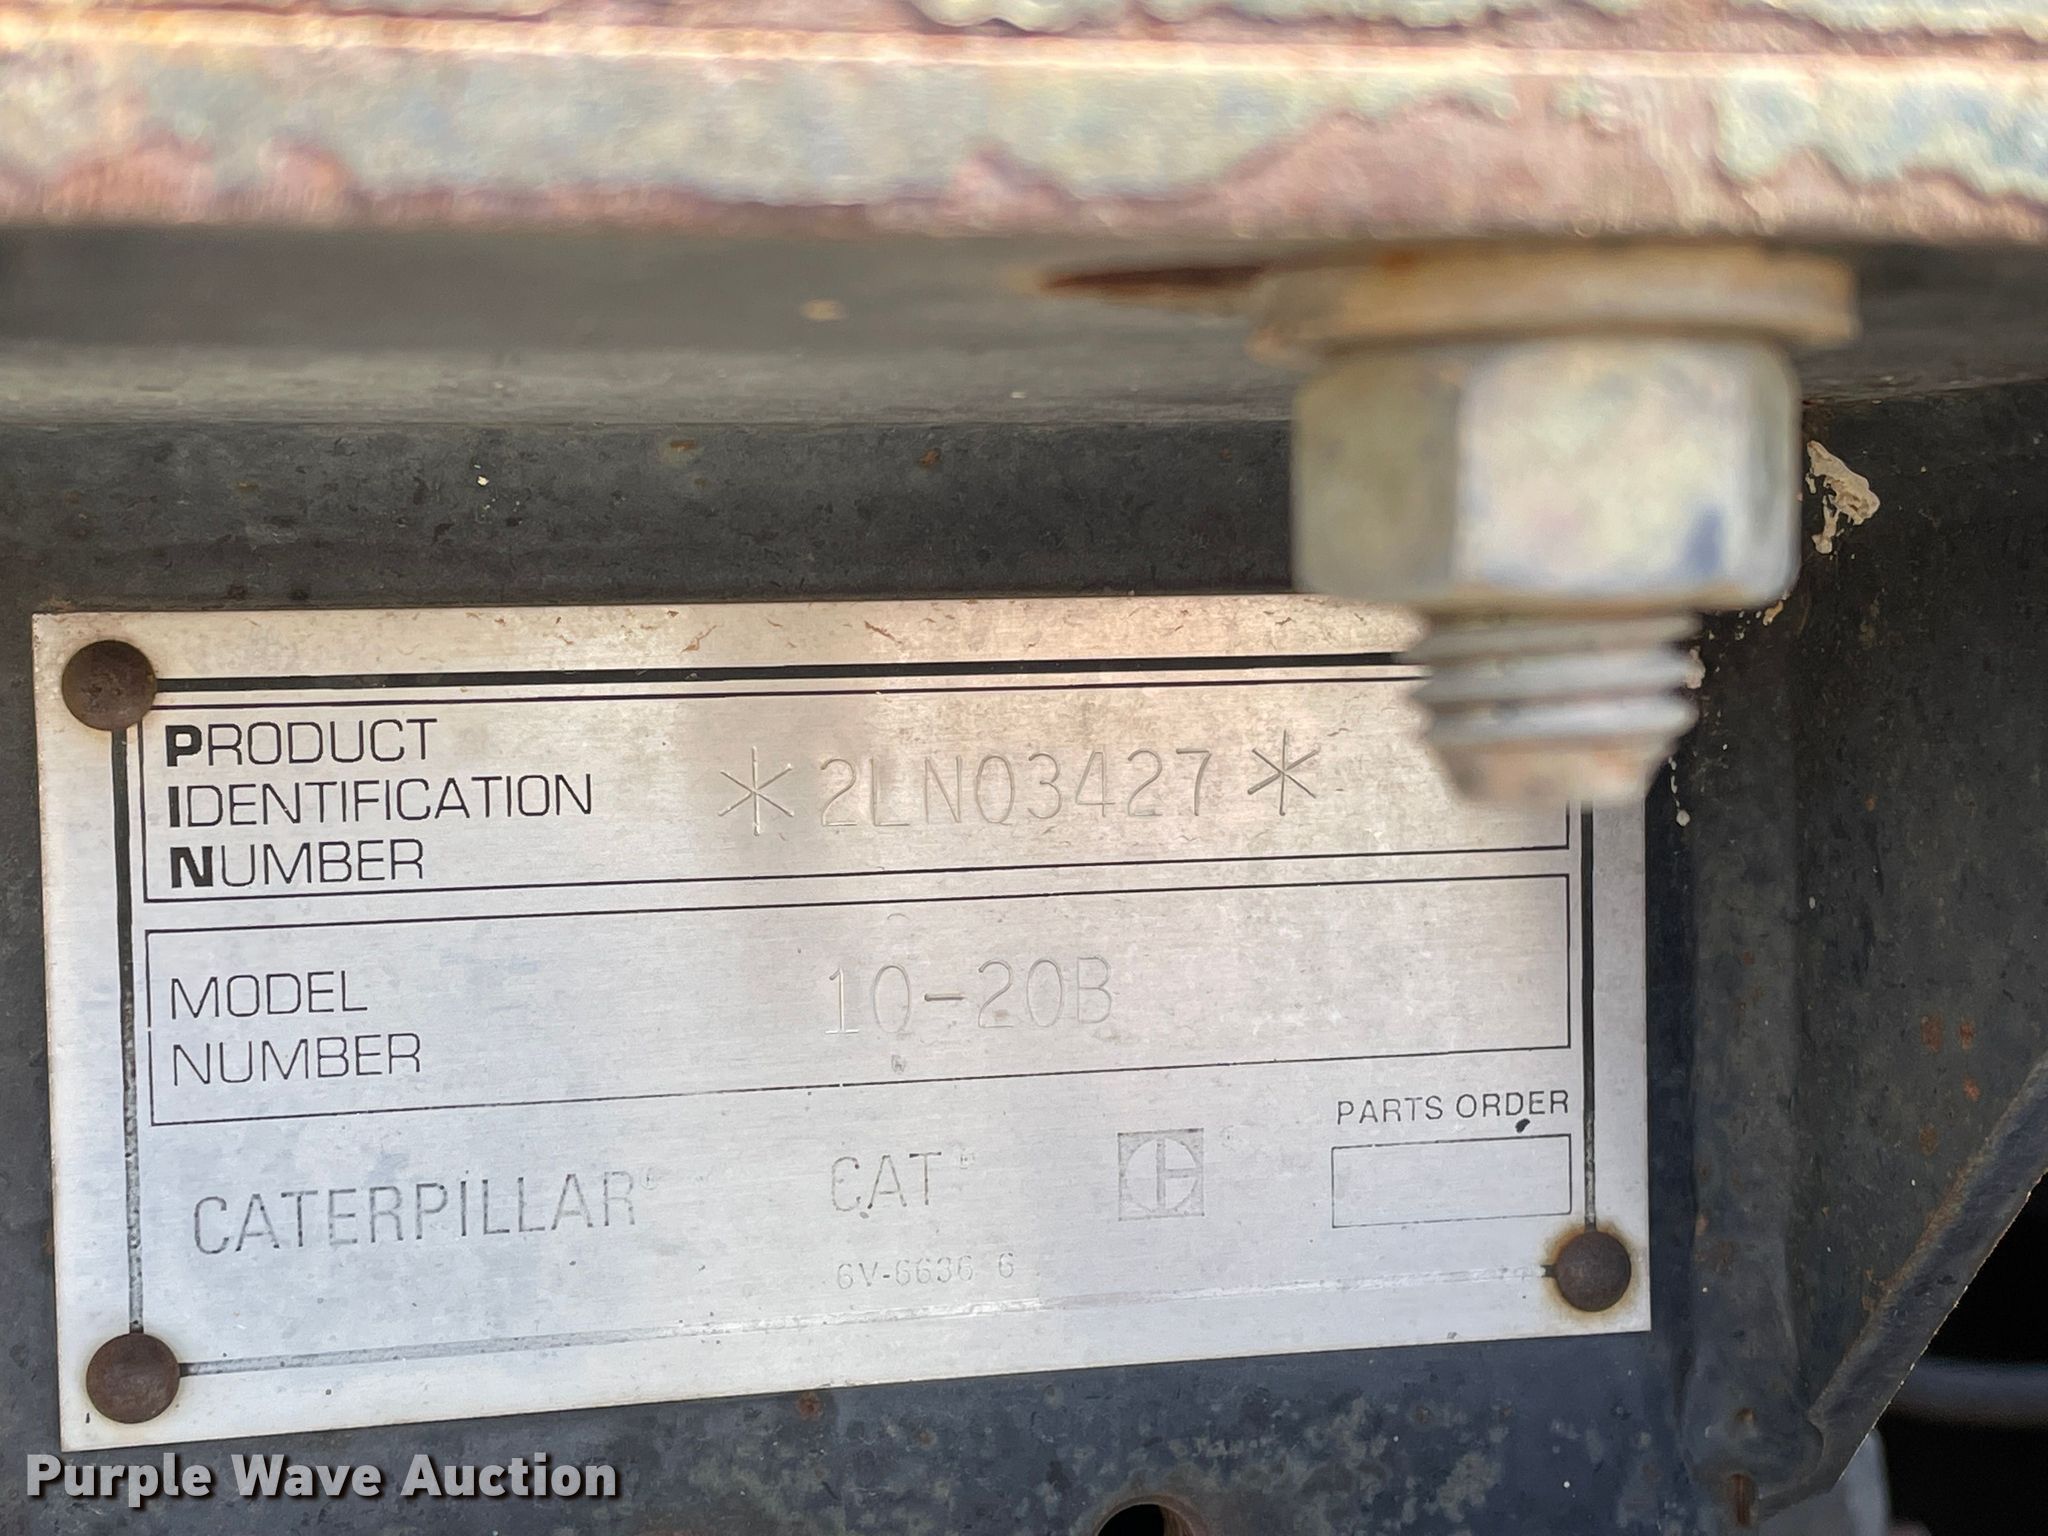 PRODUCT
IDENTIFICATION
NUMBER
*2LN03427*
MODEL
NUMBER
10-20B
PARTS ORDER
CATERPILLAR®
CAT®
6V-6636 6
Purple Wave Auction